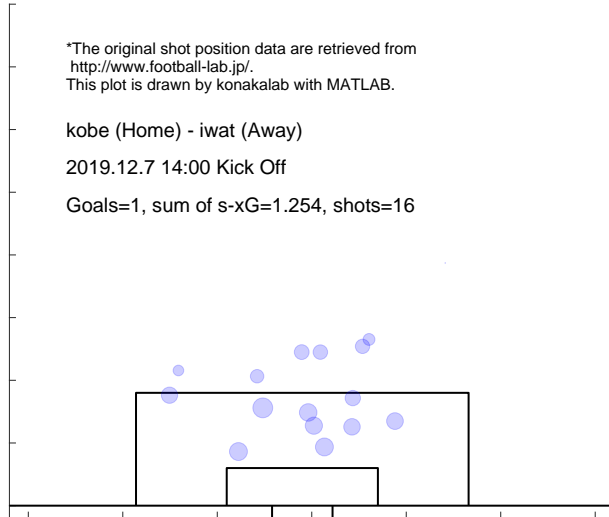 *The original shot position data are retrieved from
http://www.football-lab.jp/.
This plot is drawn by konakalab with MATLAB.
kobe (Home) - iwat (Away)
2019.12.7 14:00 Kick Off
Goals=1, sum of s-xG=1.254, shots=16